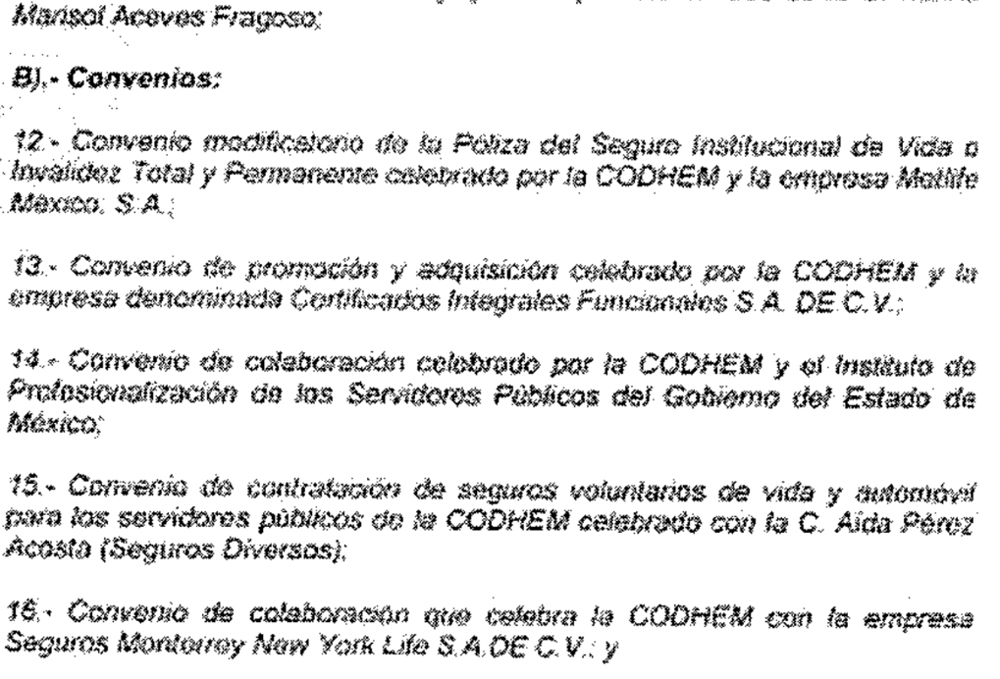 Marisol Aceves Fragoso;
B).- Convenios:
12.- Convenio modificatorio de la Póliza del Seguro Institucional de Vida o
Invalidez Total y Permanente celebrado por la CODHEM y la empresa Metlife
México, S.A.;
13.- Convenio de promoción y adquisición celebrado por la CODHEM y la
empresa denominada Certificados Integrales Funcionales S.A. DE C.V.;
14.- Convenio de colaboración celebrado por la CODHEM y el Instituto de
Profesionalización de los Servidores Públicos del Gobierno del Estado de
México;
15.- Convenio de contratación de seguros voluntarios de vida y automóvil
para los servidores públicos de la CODHEM celebrado con la C. Aida Pérez
Acosta (Seguros Diversos);
16.- Convenio de colaboración que celebra la CODHEM con la empresa
Seguros Monterrey New York Life S.A.DE C.V.; y